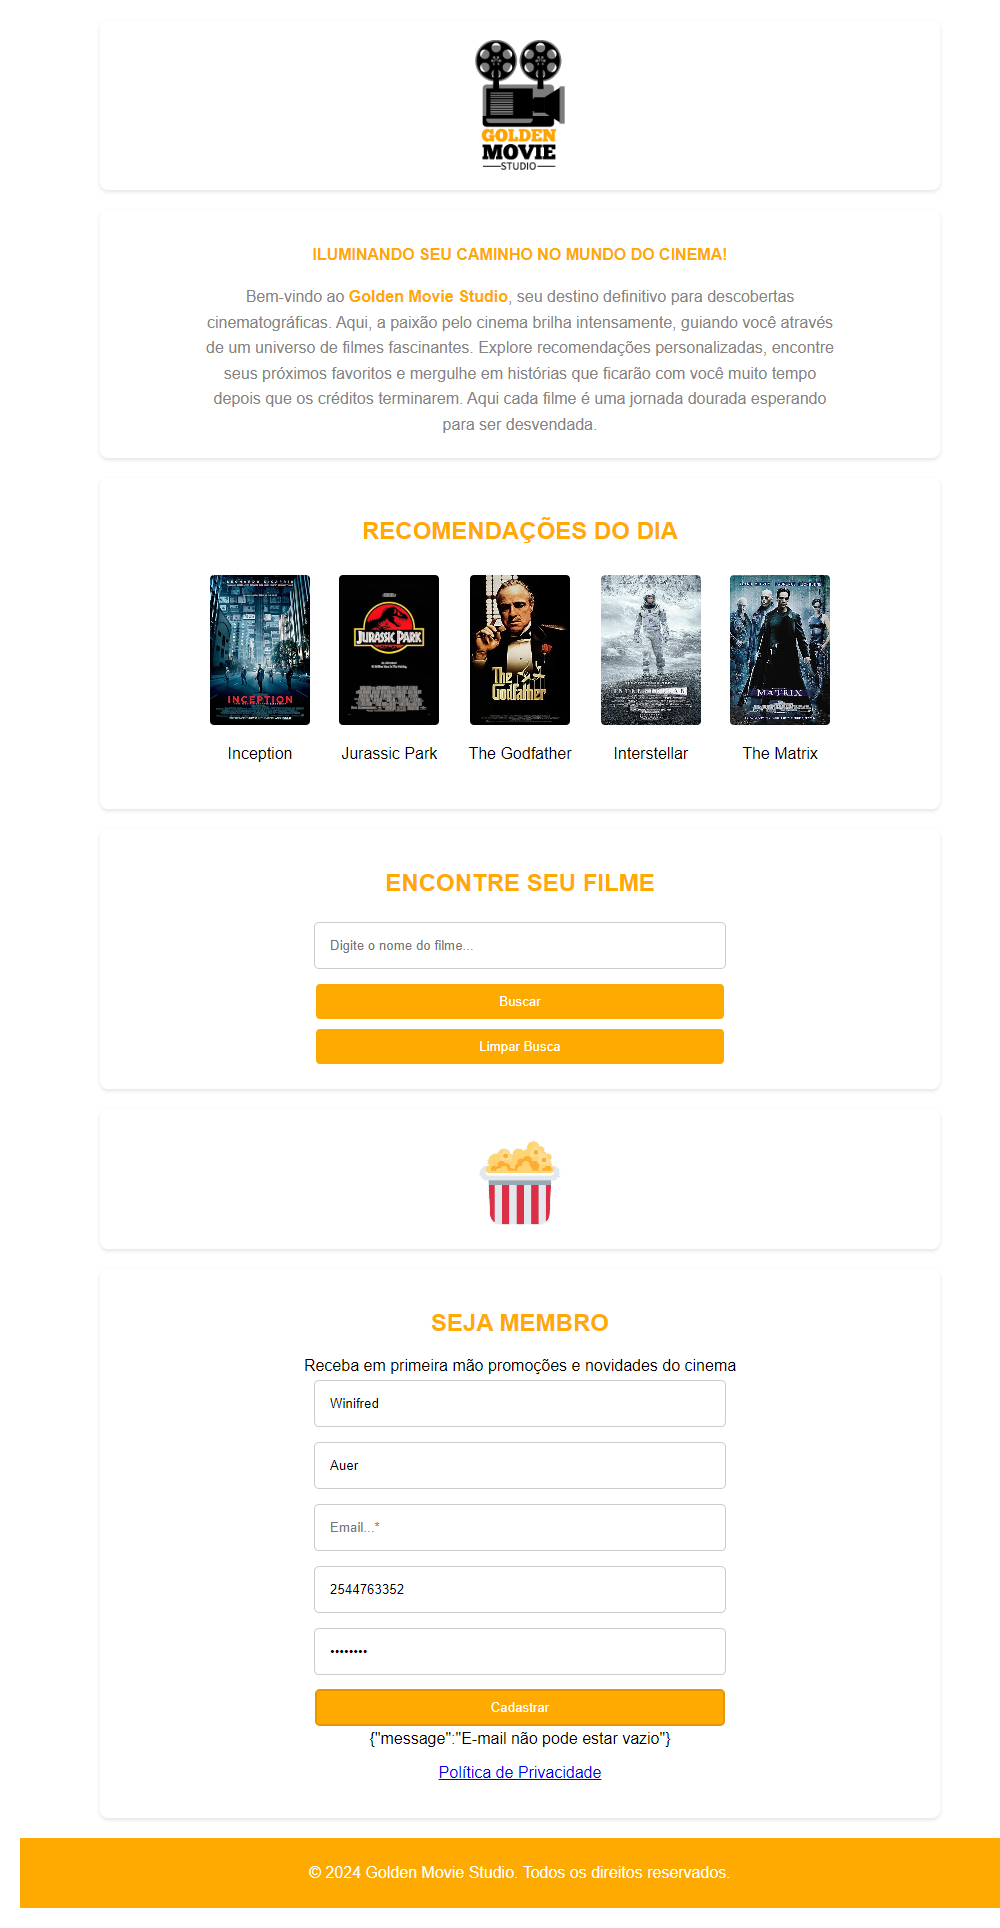 GOLDEN
MOVIE
STUDIO
ILUMINANDO SEU CAMINHO NO MUNDO DO CINEMA!
Bem-vindo ao Golden Movie Studio, seu destino definitivo para descobertas
cinematográficas. Aqui, a paixão pelo cinema brilha intensamente, guiando você através
de um universo de filmes fascinantes. Explore recomendações personalizadas, encontre
seus próximos favoritos e mergulhe em histórias que ficarão com você muito tempo
depois que os créditos terminarem. Aqui cada filme é uma jornada dourada esperando
para ser desvendada.
RECOMENDAÇÕES DO DIA
INCEPTION
JURASSIC PARK
The Godfather
INTERSTELLAR
MATRIX
Inception
Jurassic Park
The Godfather
Interstellar
The Matrix
ENCONTRE SEU FILME
Digite o nome do filme...
Buscar
Limpar Busca
SEJA MEMBRO
Receba em primeira mão promoções e novidades do cinema
Winifred
Auer
Email...*
2544763352
••••••••
Cadastrar
{"message":"E-mail não pode estar vazio"}
Política de Privacidade
© 2024 Golden Movie Studio. Todos os direitos reservados.